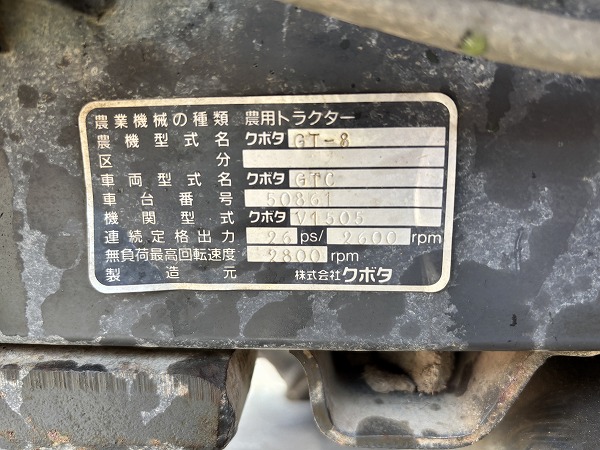 農業機械の種類 農用トラクター
農機型式名 クボタ GT-8
区分
車両型式名 クボタ GTC
車台番号 50861
機関型式 クボタ V1505
連続定格出力 26 ps/ 2600 rpm
無負荷最高回転速度 2800 rpm
製造元 株式会社クボタ